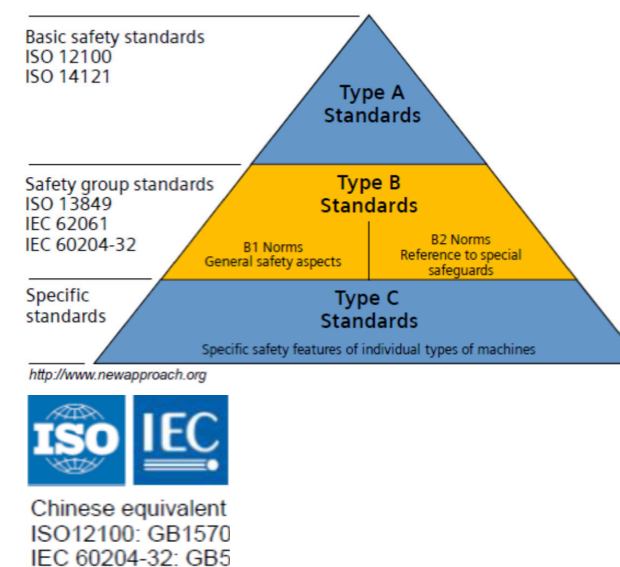 Basic safety standards
ISO 12100
ISO 14121
Type A
Standards
Safety group standards
ISO 13849
IEC 62061
IEC 60204-32
Type B
Standards
B1 Norms
General safety aspects
B2 Norms
Reference to special
safeguards
Specific
standards
Type C
Standards
Specific safety features of individual types of machines
http://www.newapproach.org
ISO
IEC
Chinese equivalent
ISO12100: GB1570
IEC 60204-32: GB5